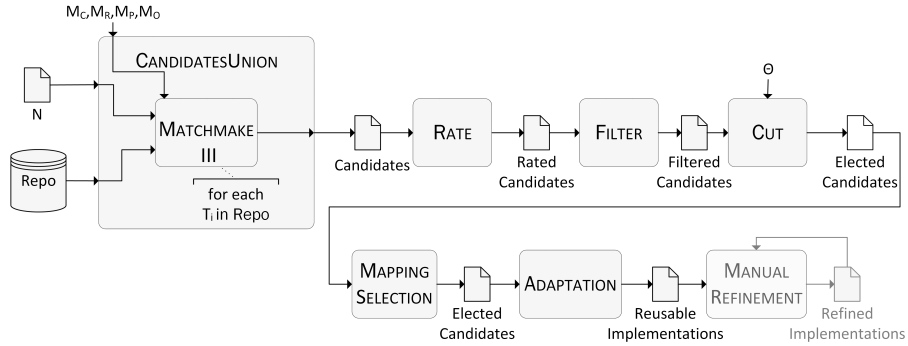 M_C,M_R,M_P,M_O
CANDIDATESUNION
N
MATCHMAKE
III
Repo
for each
T_i in Repo
Candidates
RATE
Rated
Candidates
FILTER
Filtered
Candidates
Θ
CUT
Elected
Candidates
MAPPING
SELECTION
Elected
Candidates
ADAPTATION
Reusable
Implementations
MANUAL
REFINEMENT
Refined
Implementations